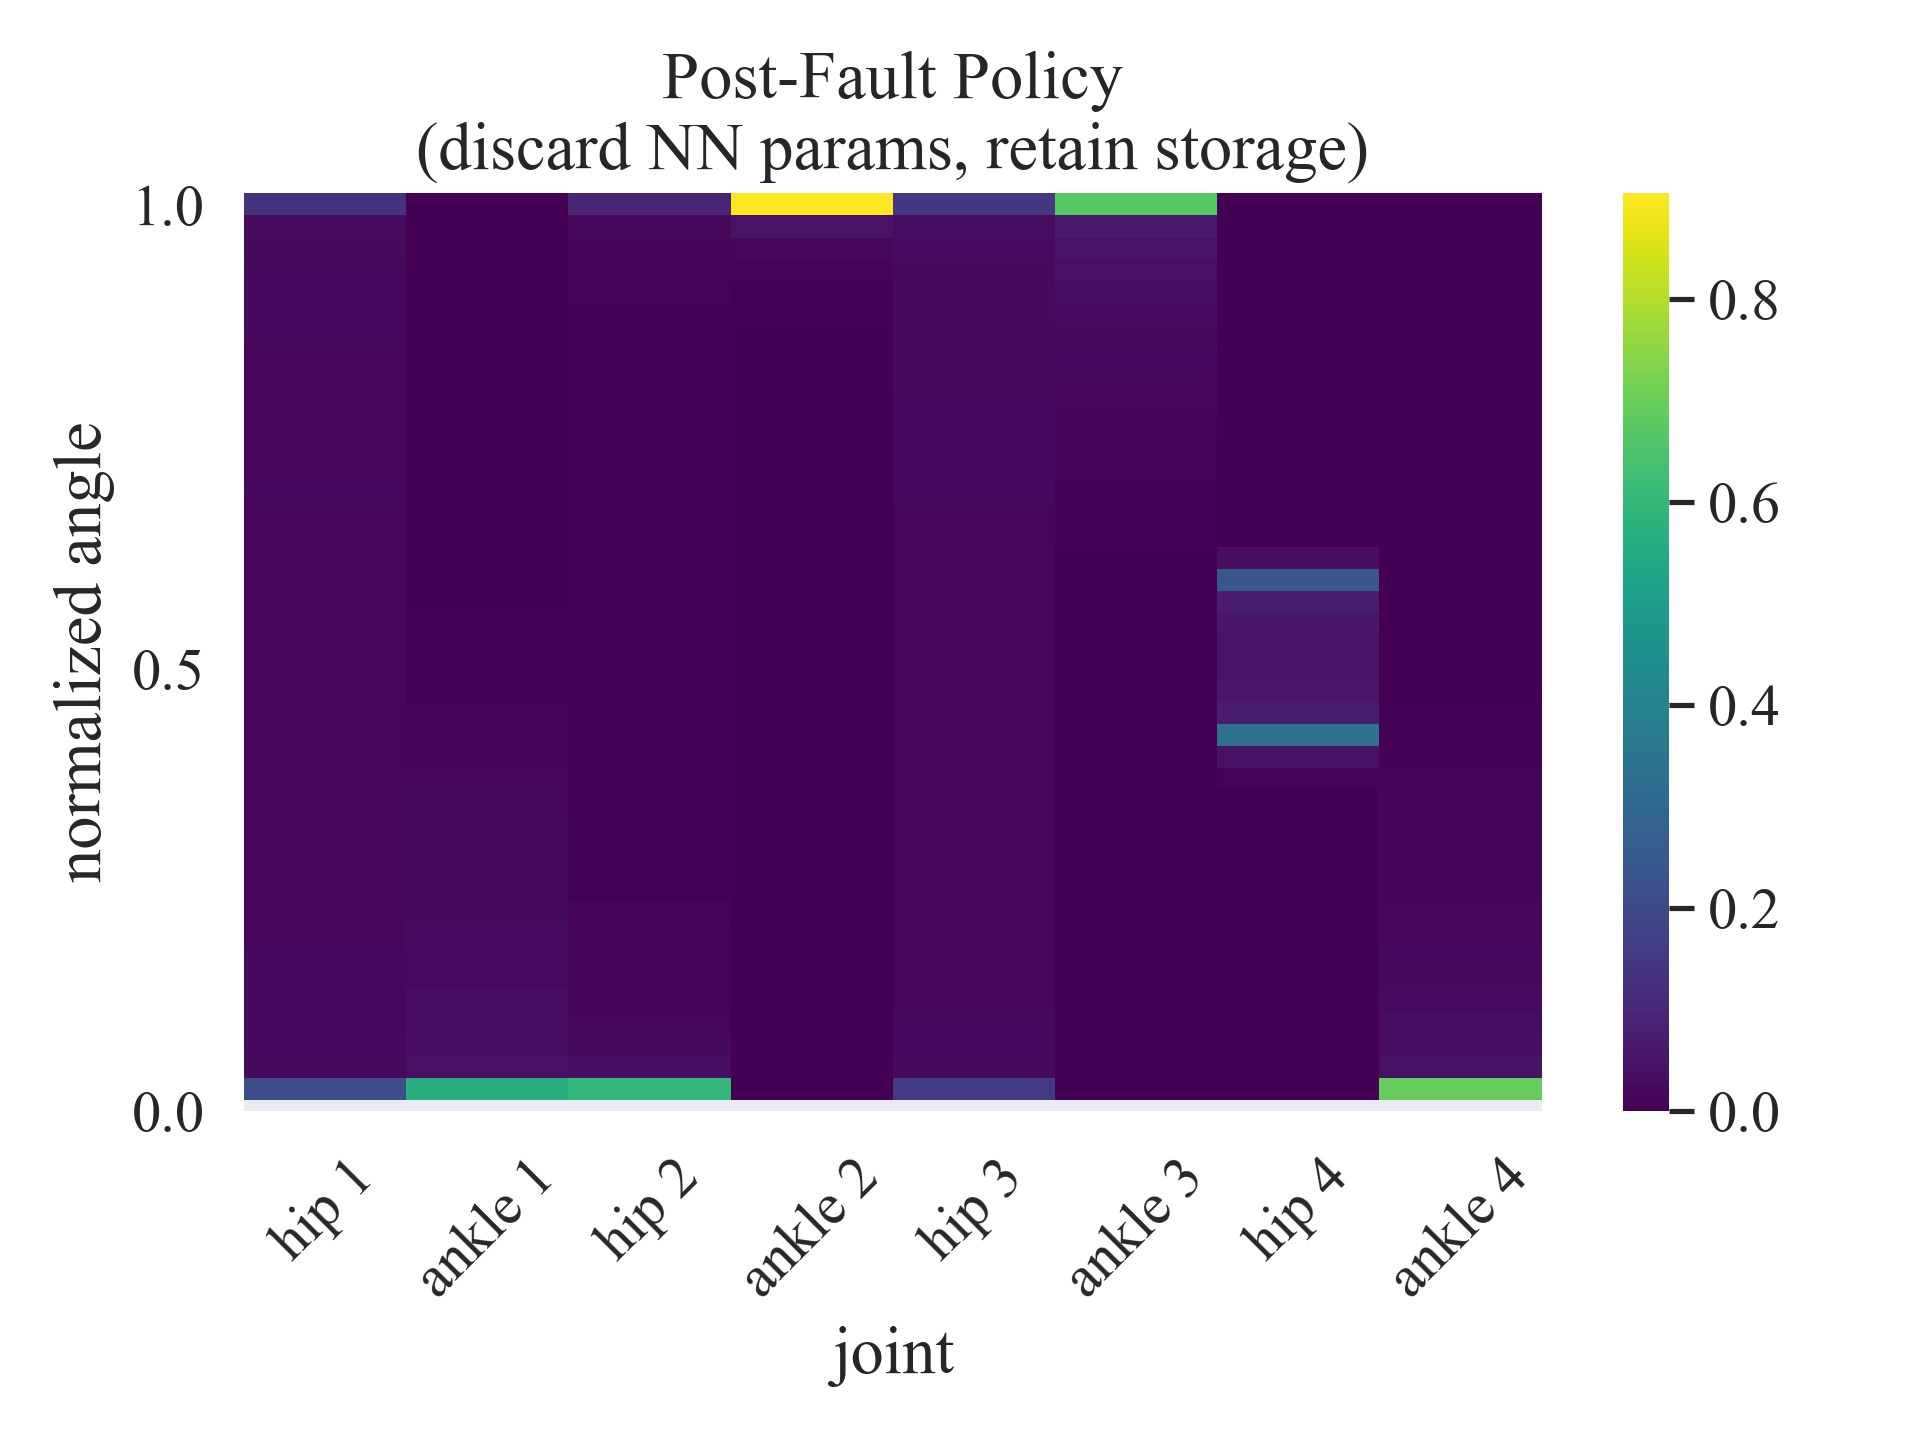 Post-Fault Policy
(discard NN params, retain storage)
normalized angle
1.0
0.5
0.0
hip 1
ankle 1
hip 2
ankle 2
hip 3
ankle 3
hip 4
ankle 4
joint
0.8
0.6
0.4
0.2
0.0